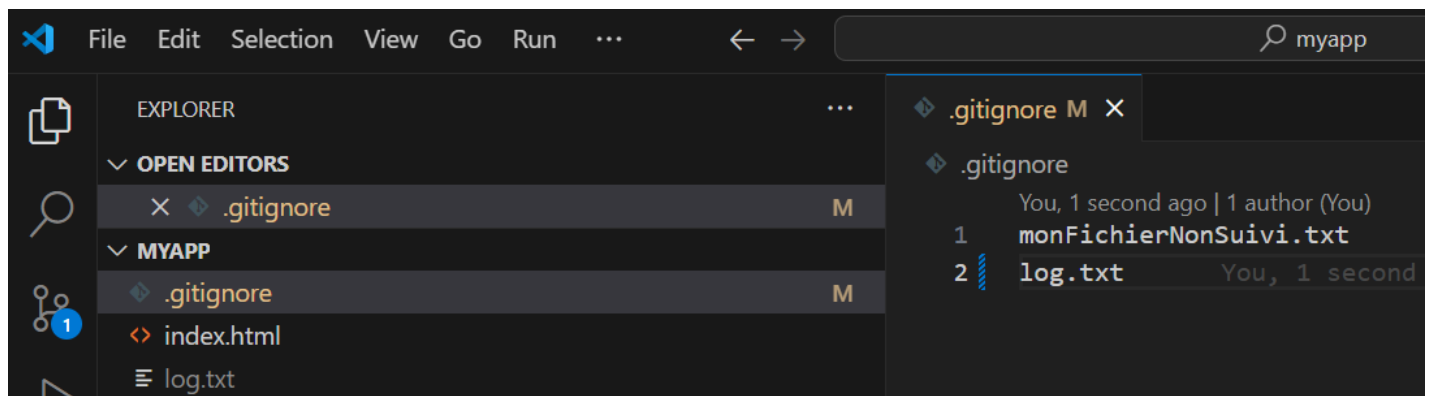 File Edit Selection View Go Run ··· ← → myapp
EXPLORER ···
OPEN EDITORS
.gitignore M
MYAPP
.gitignore M
index.html
log.txt
1
.gitignore M
.gitignore
You, 1 second ago | 1 author (You)
1 monFichierNonSuivi.txt
2 log.txt You, 1 second